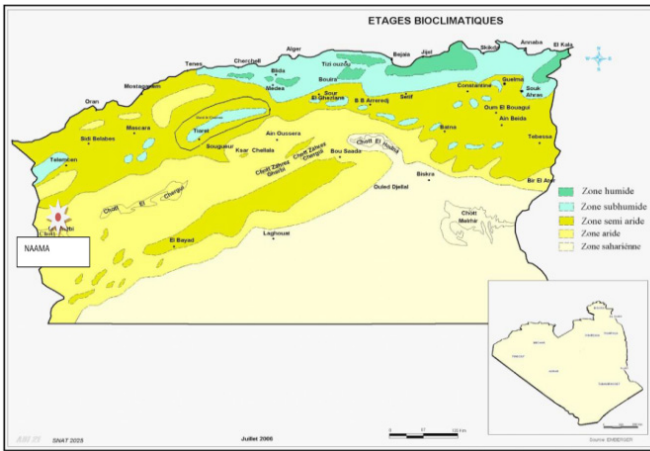 ETAGES BIOCLIMATIQUES
El Kala
Annaba
Skikda
Jijel
Bejaia
Tizi ouzou
Alger
Cherchell
Tenes
Blida
Bouira
Medea
Guelma
Souk
Ahras
Constantine
Setif
Mostaganem
Oran
Sour
El Ghozlane
B B Arreridj
Oum El Bouagui
Ain Beida
Mascara
Tiaret
Sidi Belabes
Batna
Tebessa
Ain Oussera
Ksar Chellala
Chott Zahrez
Chergui
Chott Zahrez
Gharbi
Bou Saada
Chott El Hodna
Tlemcen
Ouled Djellal
Biskra
Bir El Ater
Chott El Chergui
NAAMA
El Bayad
Laghouat
Chott
Melrhir
Zone humide
Zone subhumide
Zone semi aride
Zone aride
Zone saharienne
SNAT 2025
Juillet 2006